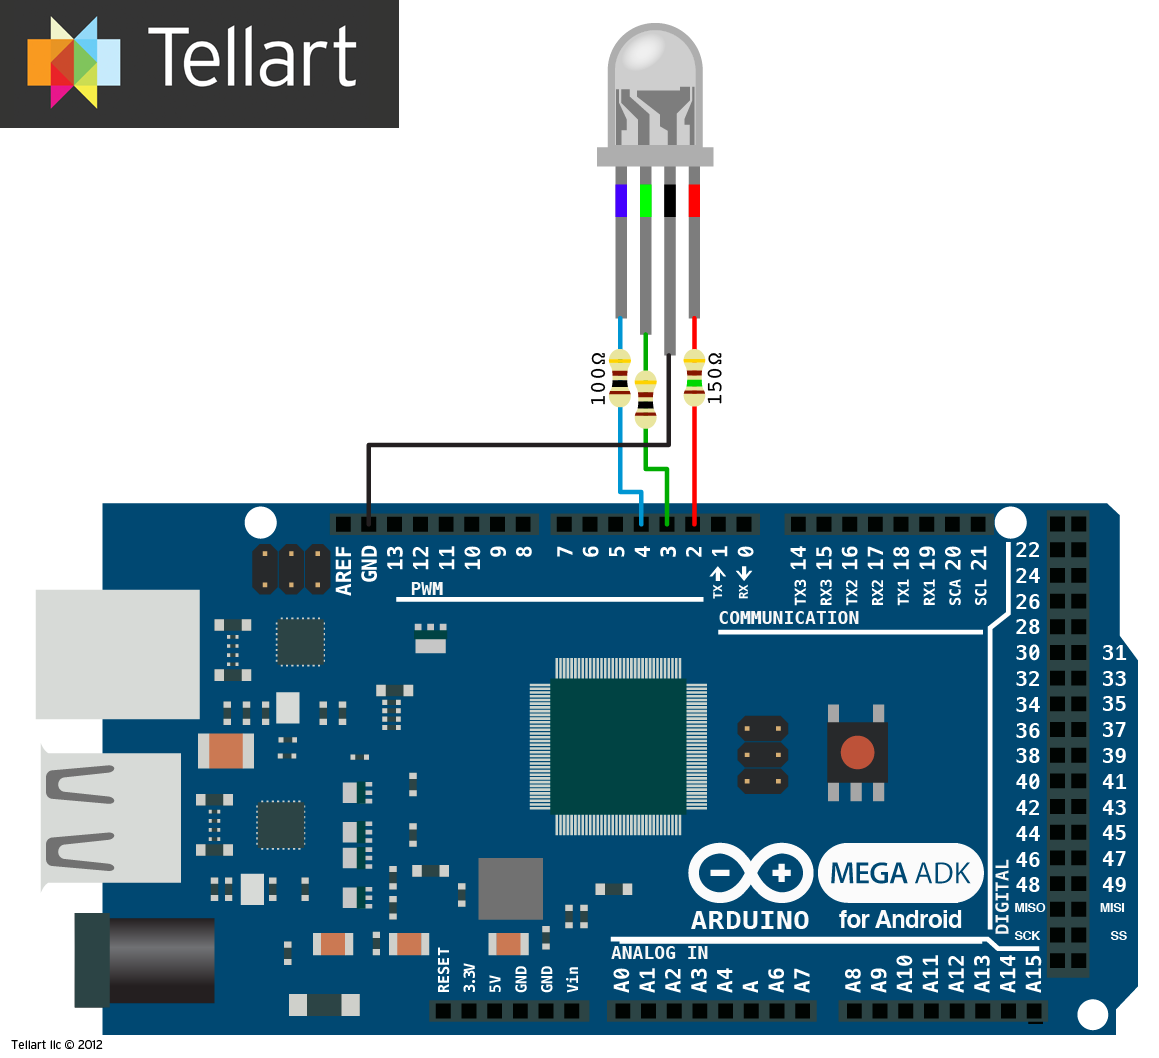 Tellart
100Ω
150Ω
AREF
GND
13
12
11
10
9
8
7
6
5
4
3
2
1
0
TX
RX
PWM
14
15
16
17
18
19
20
21
TX3
RX3
TX2
RX2
TX1
RX1
SCA
SCL
COMMUNICATION
22
24
26
28
30 31
32 33
34 35
36 37
38 39
40 41
42 43
44 45
46 47
48 49
MISO MISI
SCK SS
DIGITAL
MEGA ADK
ARDUINO
for Android
ANALOG IN
RESET
3.3V
5V
GND
GND
Vin
A0
A1
A2
A3
A4
A
A6
A7
A8
A9
A10
A11
A12
A13
A14
A15
Tellart llc © 2012